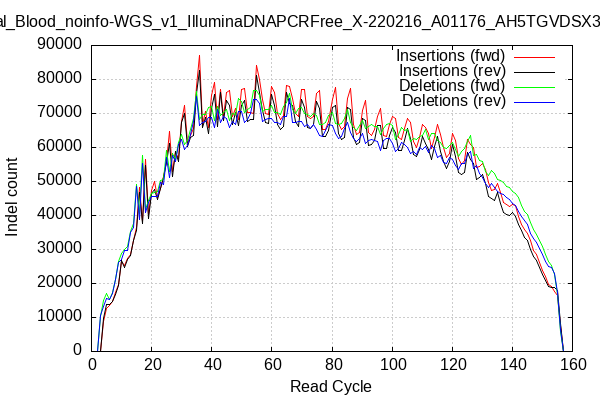 al_Blood_noinfo-WGS_v1_IlluminaDNAPCRFree_X-220216_A01176_AH5TGVDSX3
Indel count
90000
80000
70000
60000
50000
40000
30000
20000
10000
0
Insertions (fwd)
Insertions (rev)
Deletions (fwd)
Deletions (rev)
0 20 40 60 80 100 120 140 160
Read Cycle